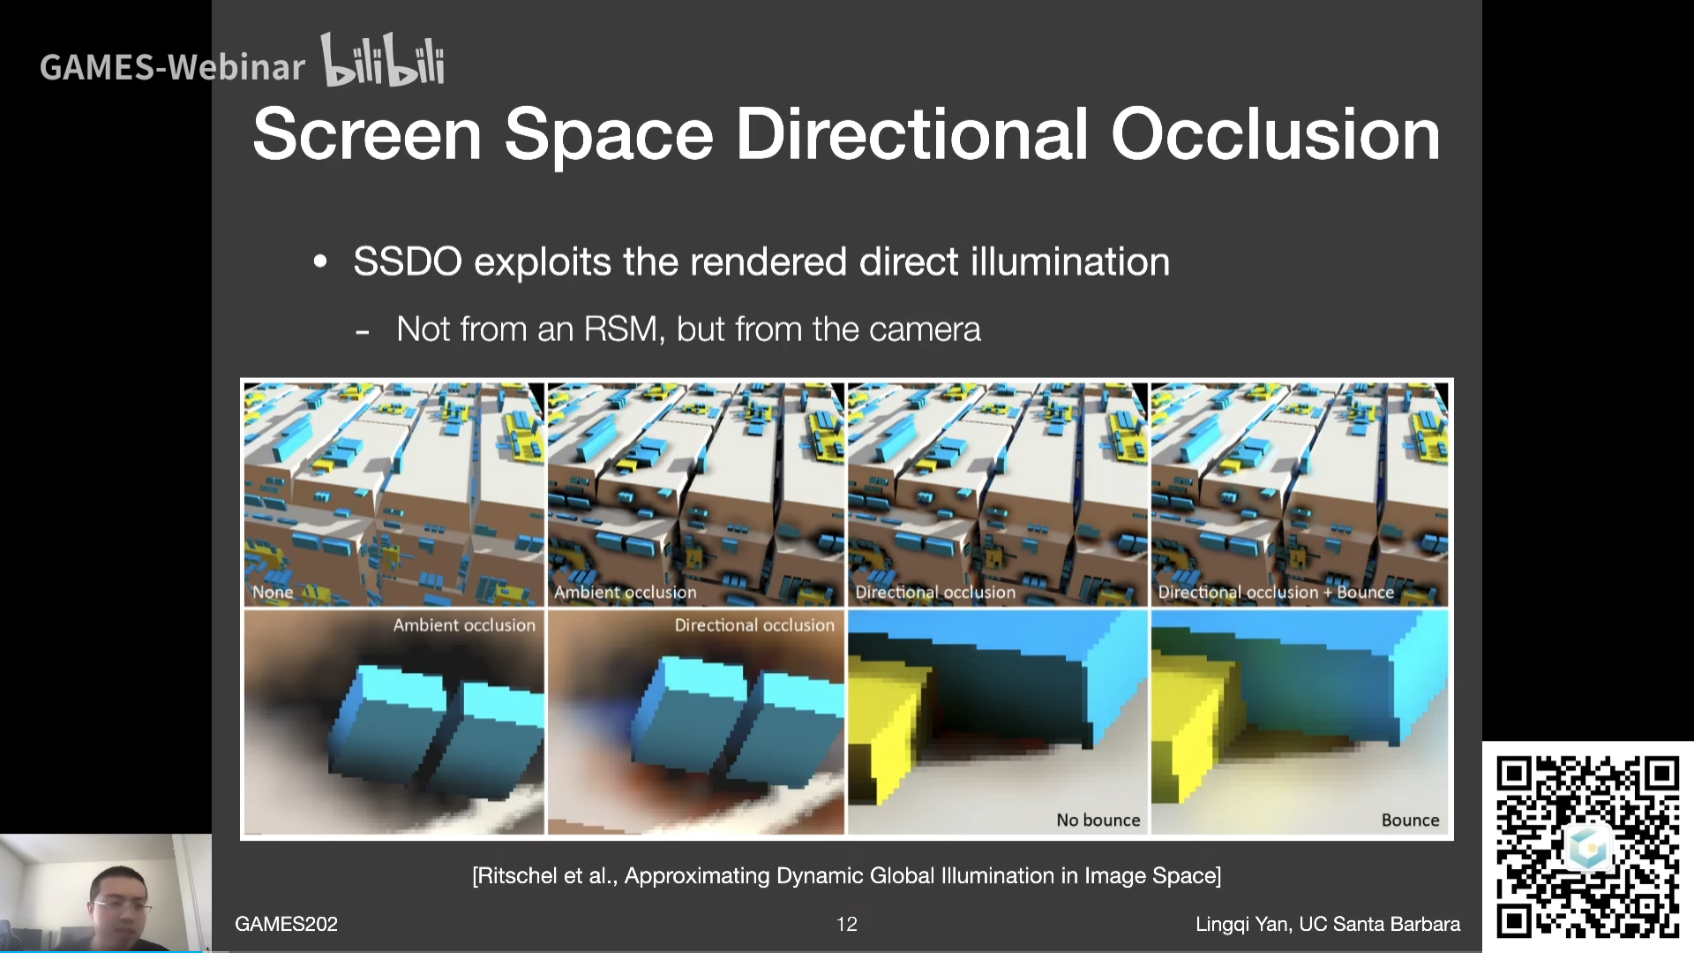 GAMES-Webinar bilibili
Screen Space Directional Occlusion
• SSDO exploits the rendered direct illumination
- Not from an RSM, but from the camera
None
Ambient occlusion
Directional occlusion
Directional occlusion + Bounce
Ambient occlusion
Directional occlusion
No bounce
Bounce
[Ritschel et al., Approximating Dynamic Global Illumination in Image Space]
GAMES202
12
Lingqi Yan, UC Santa Barbara